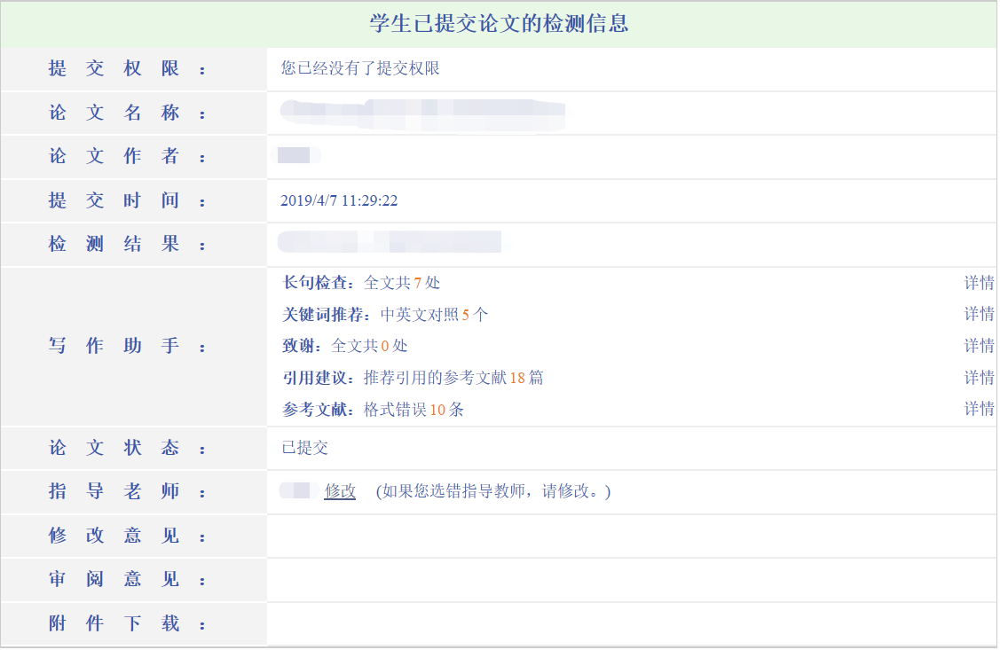 学生已提交论文的检测信息
提交权限： 您已经没有了提交权限
论文名称：
论文作者：
提交时间： 2019/4/7 11:29:22
检测结果：
写作助手：
长句检查：全文共 7 处 详情
关键词推荐：中英文对照 5 个 详情
致谢：全文共 0 处 详情
引用建议：推荐引用的参考文献 18 篇 详情
参考文献：格式错误 10 条 详情
论文状态： 已提交
指导老师： 修改 (如果您选错指导教师，请修改。)
修改意见：
审阅意见：
附件下载：